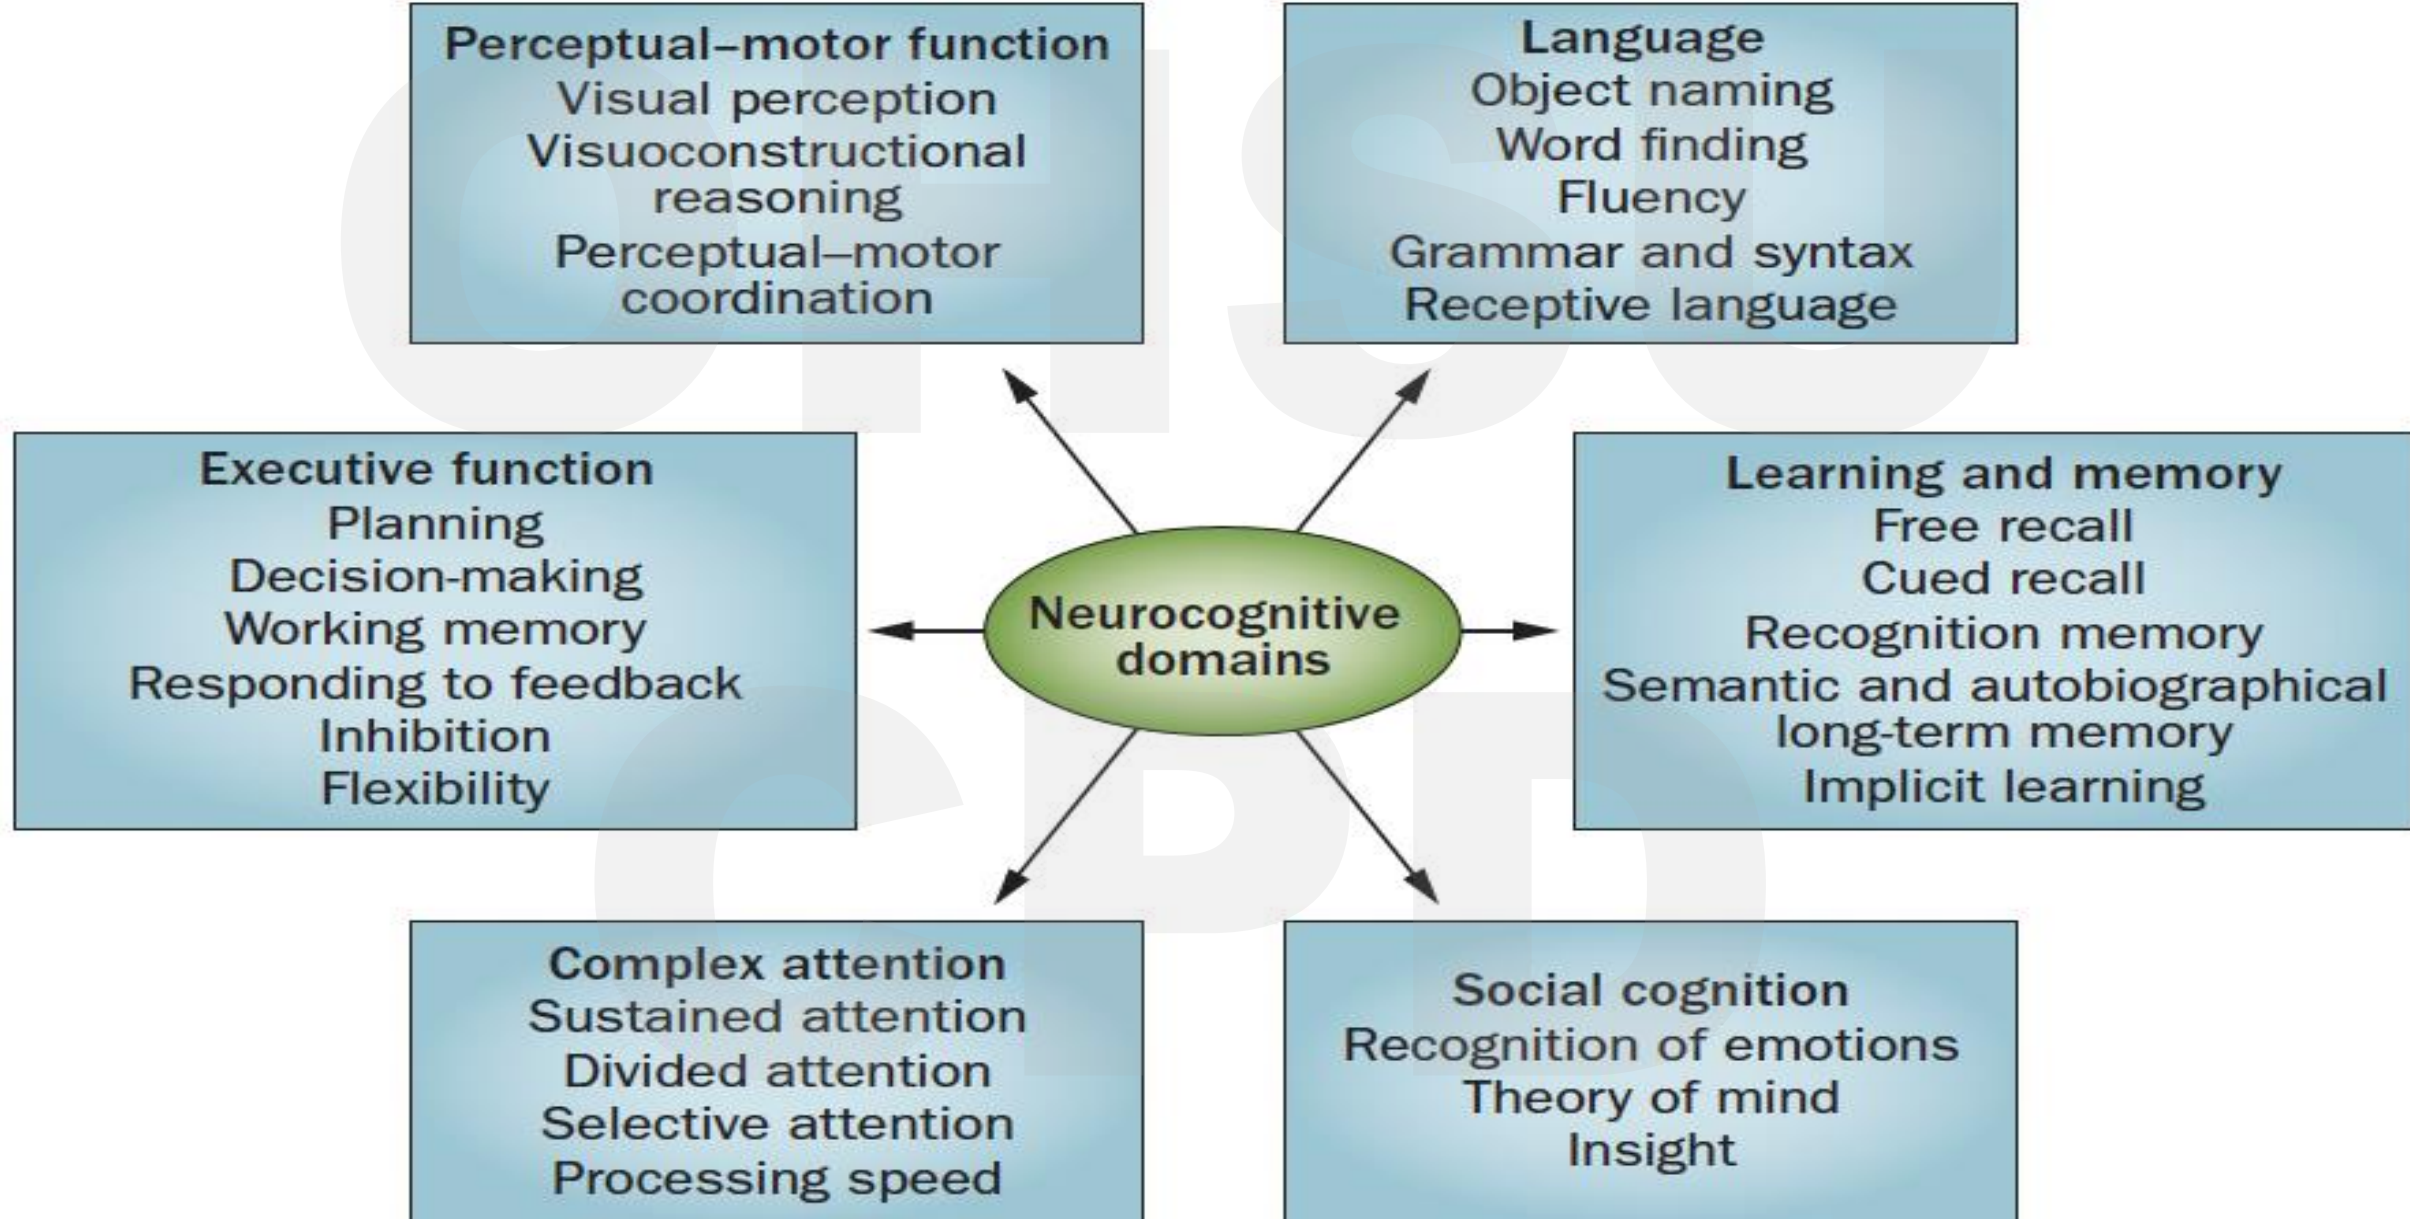 Perceptual–motor function
Visual perception
Visuoconstructional
reasoning
Perceptual–motor
coordination
Language
Object naming
Word finding
Fluency
Grammar and syntax
Receptive language
Executive function
Planning
Decision-making
Working memory
Responding to feedback
Inhibition
Flexibility
Neurocognitive
domains
Learning and memory
Free recall
Cued recall
Recognition memory
Semantic and autobiographical
long-term memory
Implicit learning
Complex attention
Sustained attention
Divided attention
Selective attention
Processing speed
Social cognition
Recognition of emotions
Theory of mind
Insight
OHSU
CPD